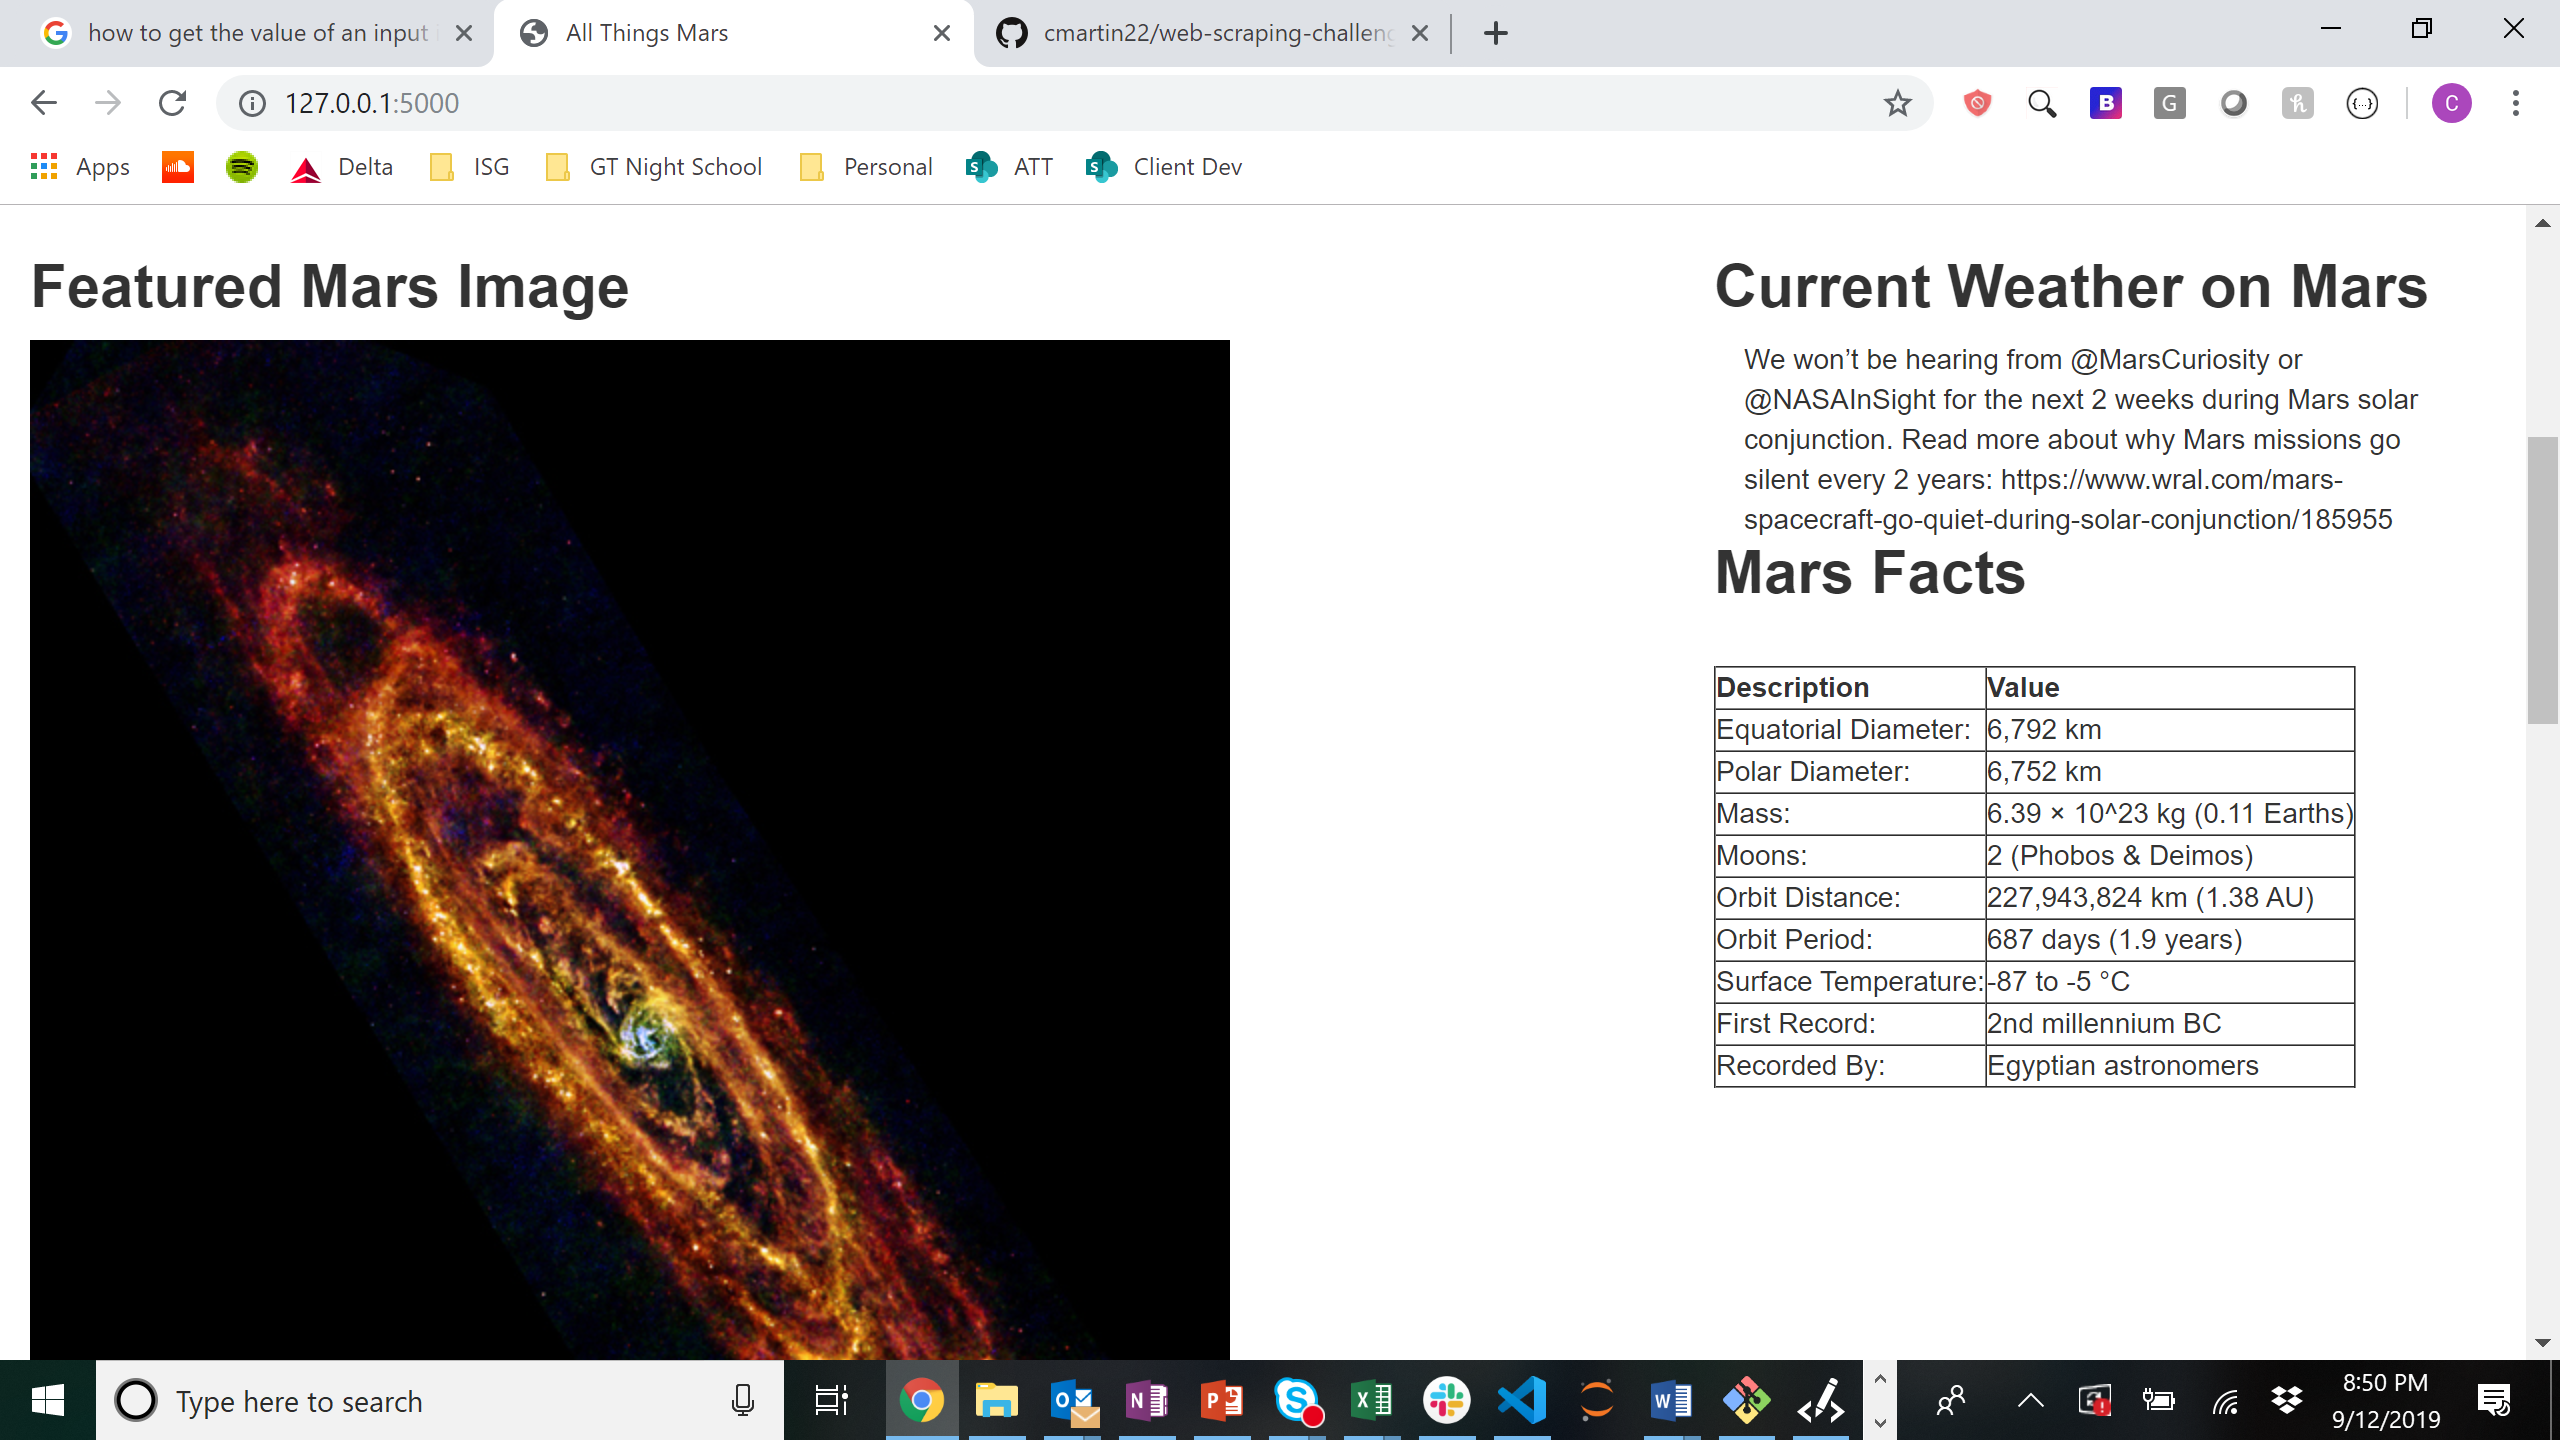 how to get the value of an input
All Things Mars
cmartin22/web-scraping-challeng
127.0.0.1:5000
B
G
C
Apps
Delta
ISG
GT Night School
Personal
S ATT
S Client Dev
Featured Mars Image
Current Weather on Mars
We won’t be hearing from @MarsCuriosity or
@NASAInSight for the next 2 weeks during Mars solar
conjunction. Read more about why Mars missions go
silent every 2 years: https://www.wral.com/mars-
spacecraft-go-quiet-during-solar-conjunction/185955
Mars Facts
Description Value
Equatorial Diameter: 6,792 km
Polar Diameter: 6,752 km
Mass: 6.39 × 10^23 kg (0.11 Earths)
Moons: 2 (Phobos & Deimos)
Orbit Distance: 227,943,824 km (1.38 AU)
Orbit Period: 687 days (1.9 years)
Surface Temperature: -87 to -5 °C
First Record: 2nd millennium BC
Recorded By: Egyptian astronomers
Type here to search
8:50 PM
9/12/2019